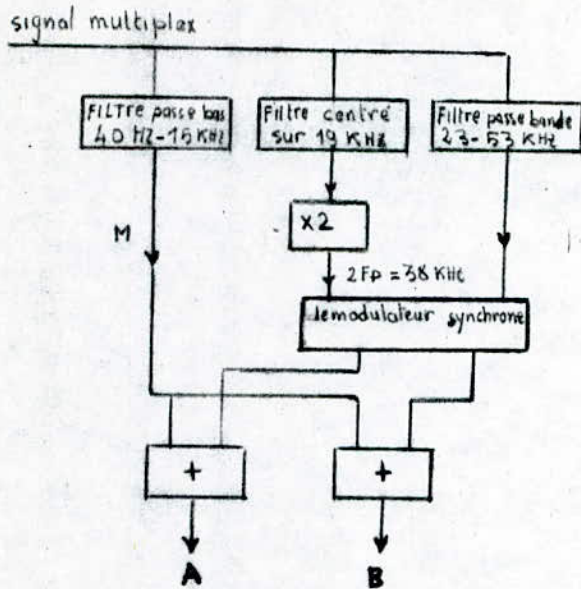 signal multiplex
FILTRE passe bas
40 HZ-15 KHz
Filtre centré
sur 19 KHz
Filtre passe bande
23-53 KHz
M
X2
2Fp = 38 KHz
demodulateur synchrone
+
+
A
B